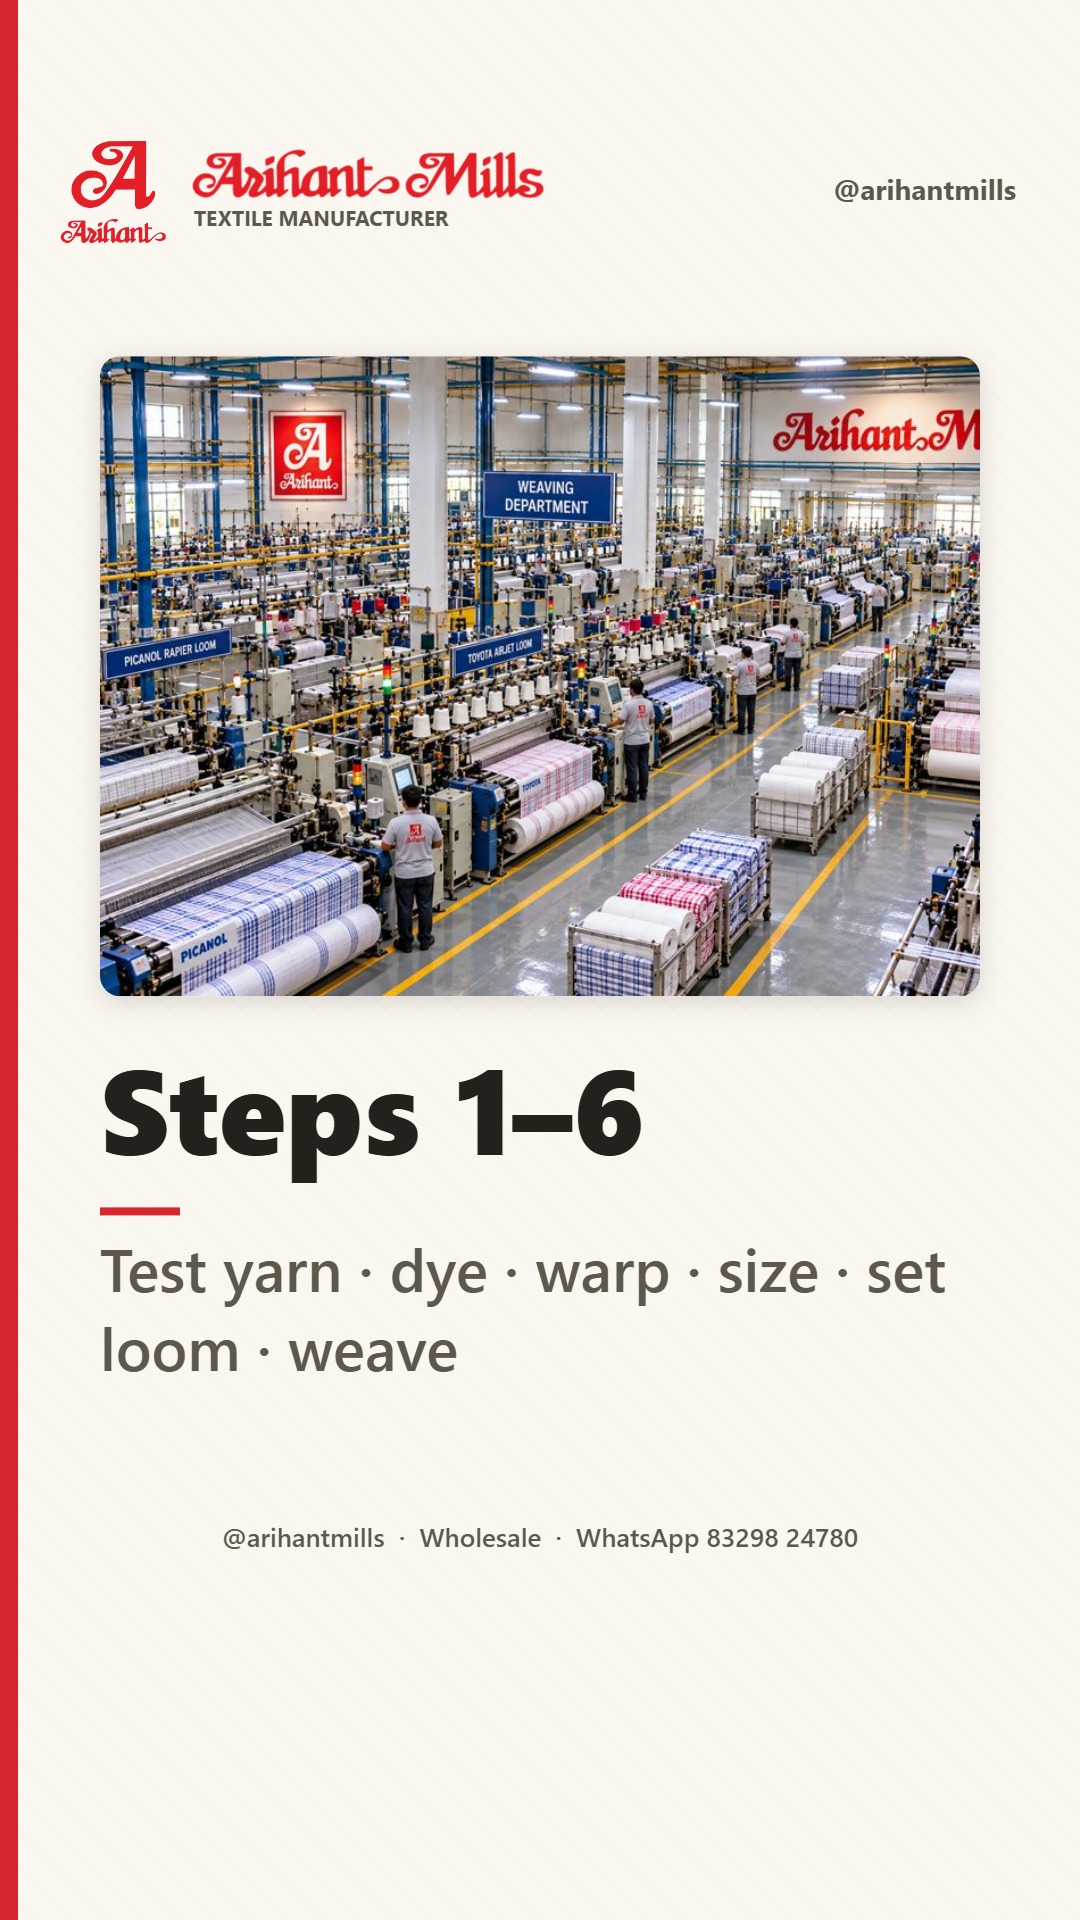 A
Arihant
Arihant Mills
TEXTILE MANUFACTURER
@arihantmills
A
Arihant
Arihant M
WEAVING
DEPARTMENT
PICANOL RAPIER LOOM
TOYOTA AIRJET LOOM
TOYOTA
PICANOL
Steps 1–6
Test yarn · dye · warp · size · set
loom · weave
@arihantmills · Wholesale · WhatsApp 83298 24780